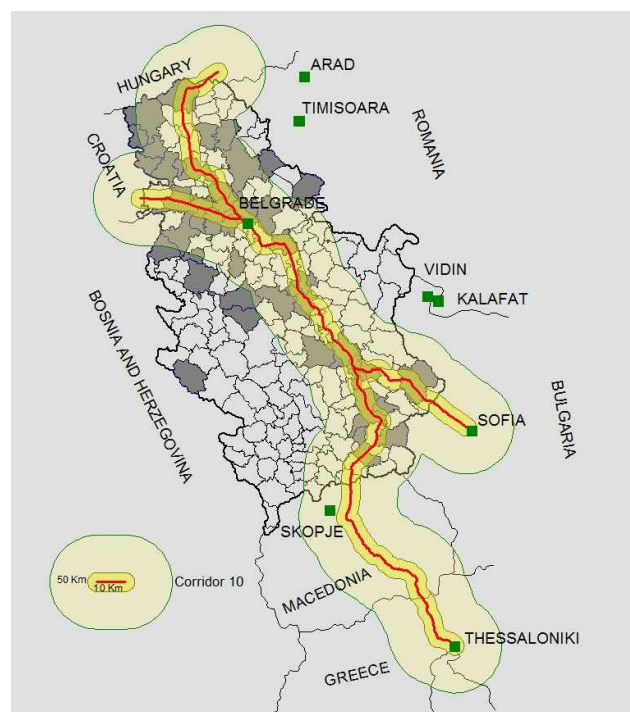 ARAD
HUNGARY
TIMISOARA
ROMANIA
CROATIA
BELGRADE
VIDIN
KALAFAT
BOSNIA AND HERZEGOVINA
BULGARIA
SOFIA
SKOPJE
50 Km
10 Km
Corridor 10
MACEDONIA
THESSALONIKI
GREECE